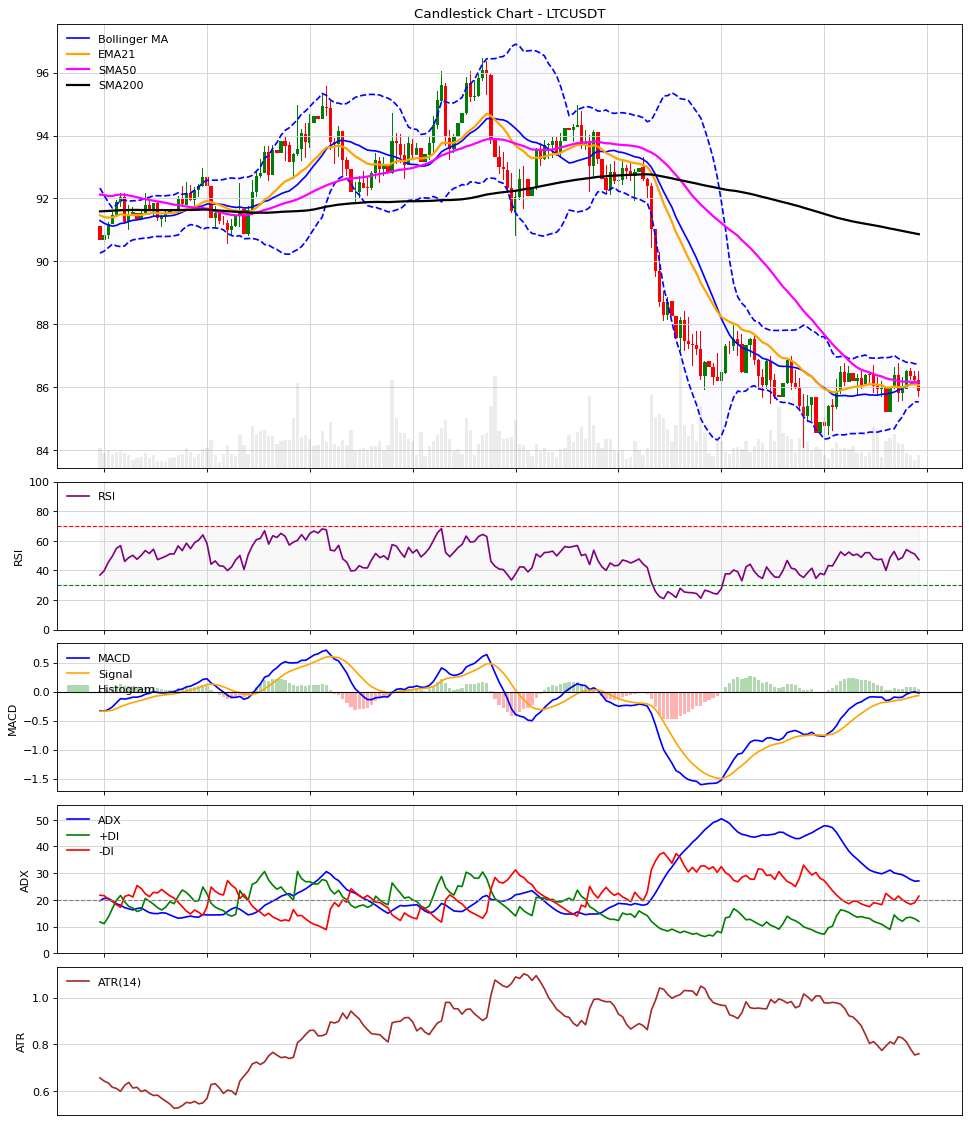 Candlestick Chart - LTCUSDT
Bollinger MA
EMA21
SMA50
SMA200
96
94
92
90
88
86
84
RSI
100
80
60
40
20
0
RSI
MACD
Signal
Histogram
0.5
0.0
−0.5
−1.0
−1.5
MACD
ADX
+DI
-DI
50
40
30
20
10
0
ADX
ATR(14)
1.0
0.8
0.6
ATR